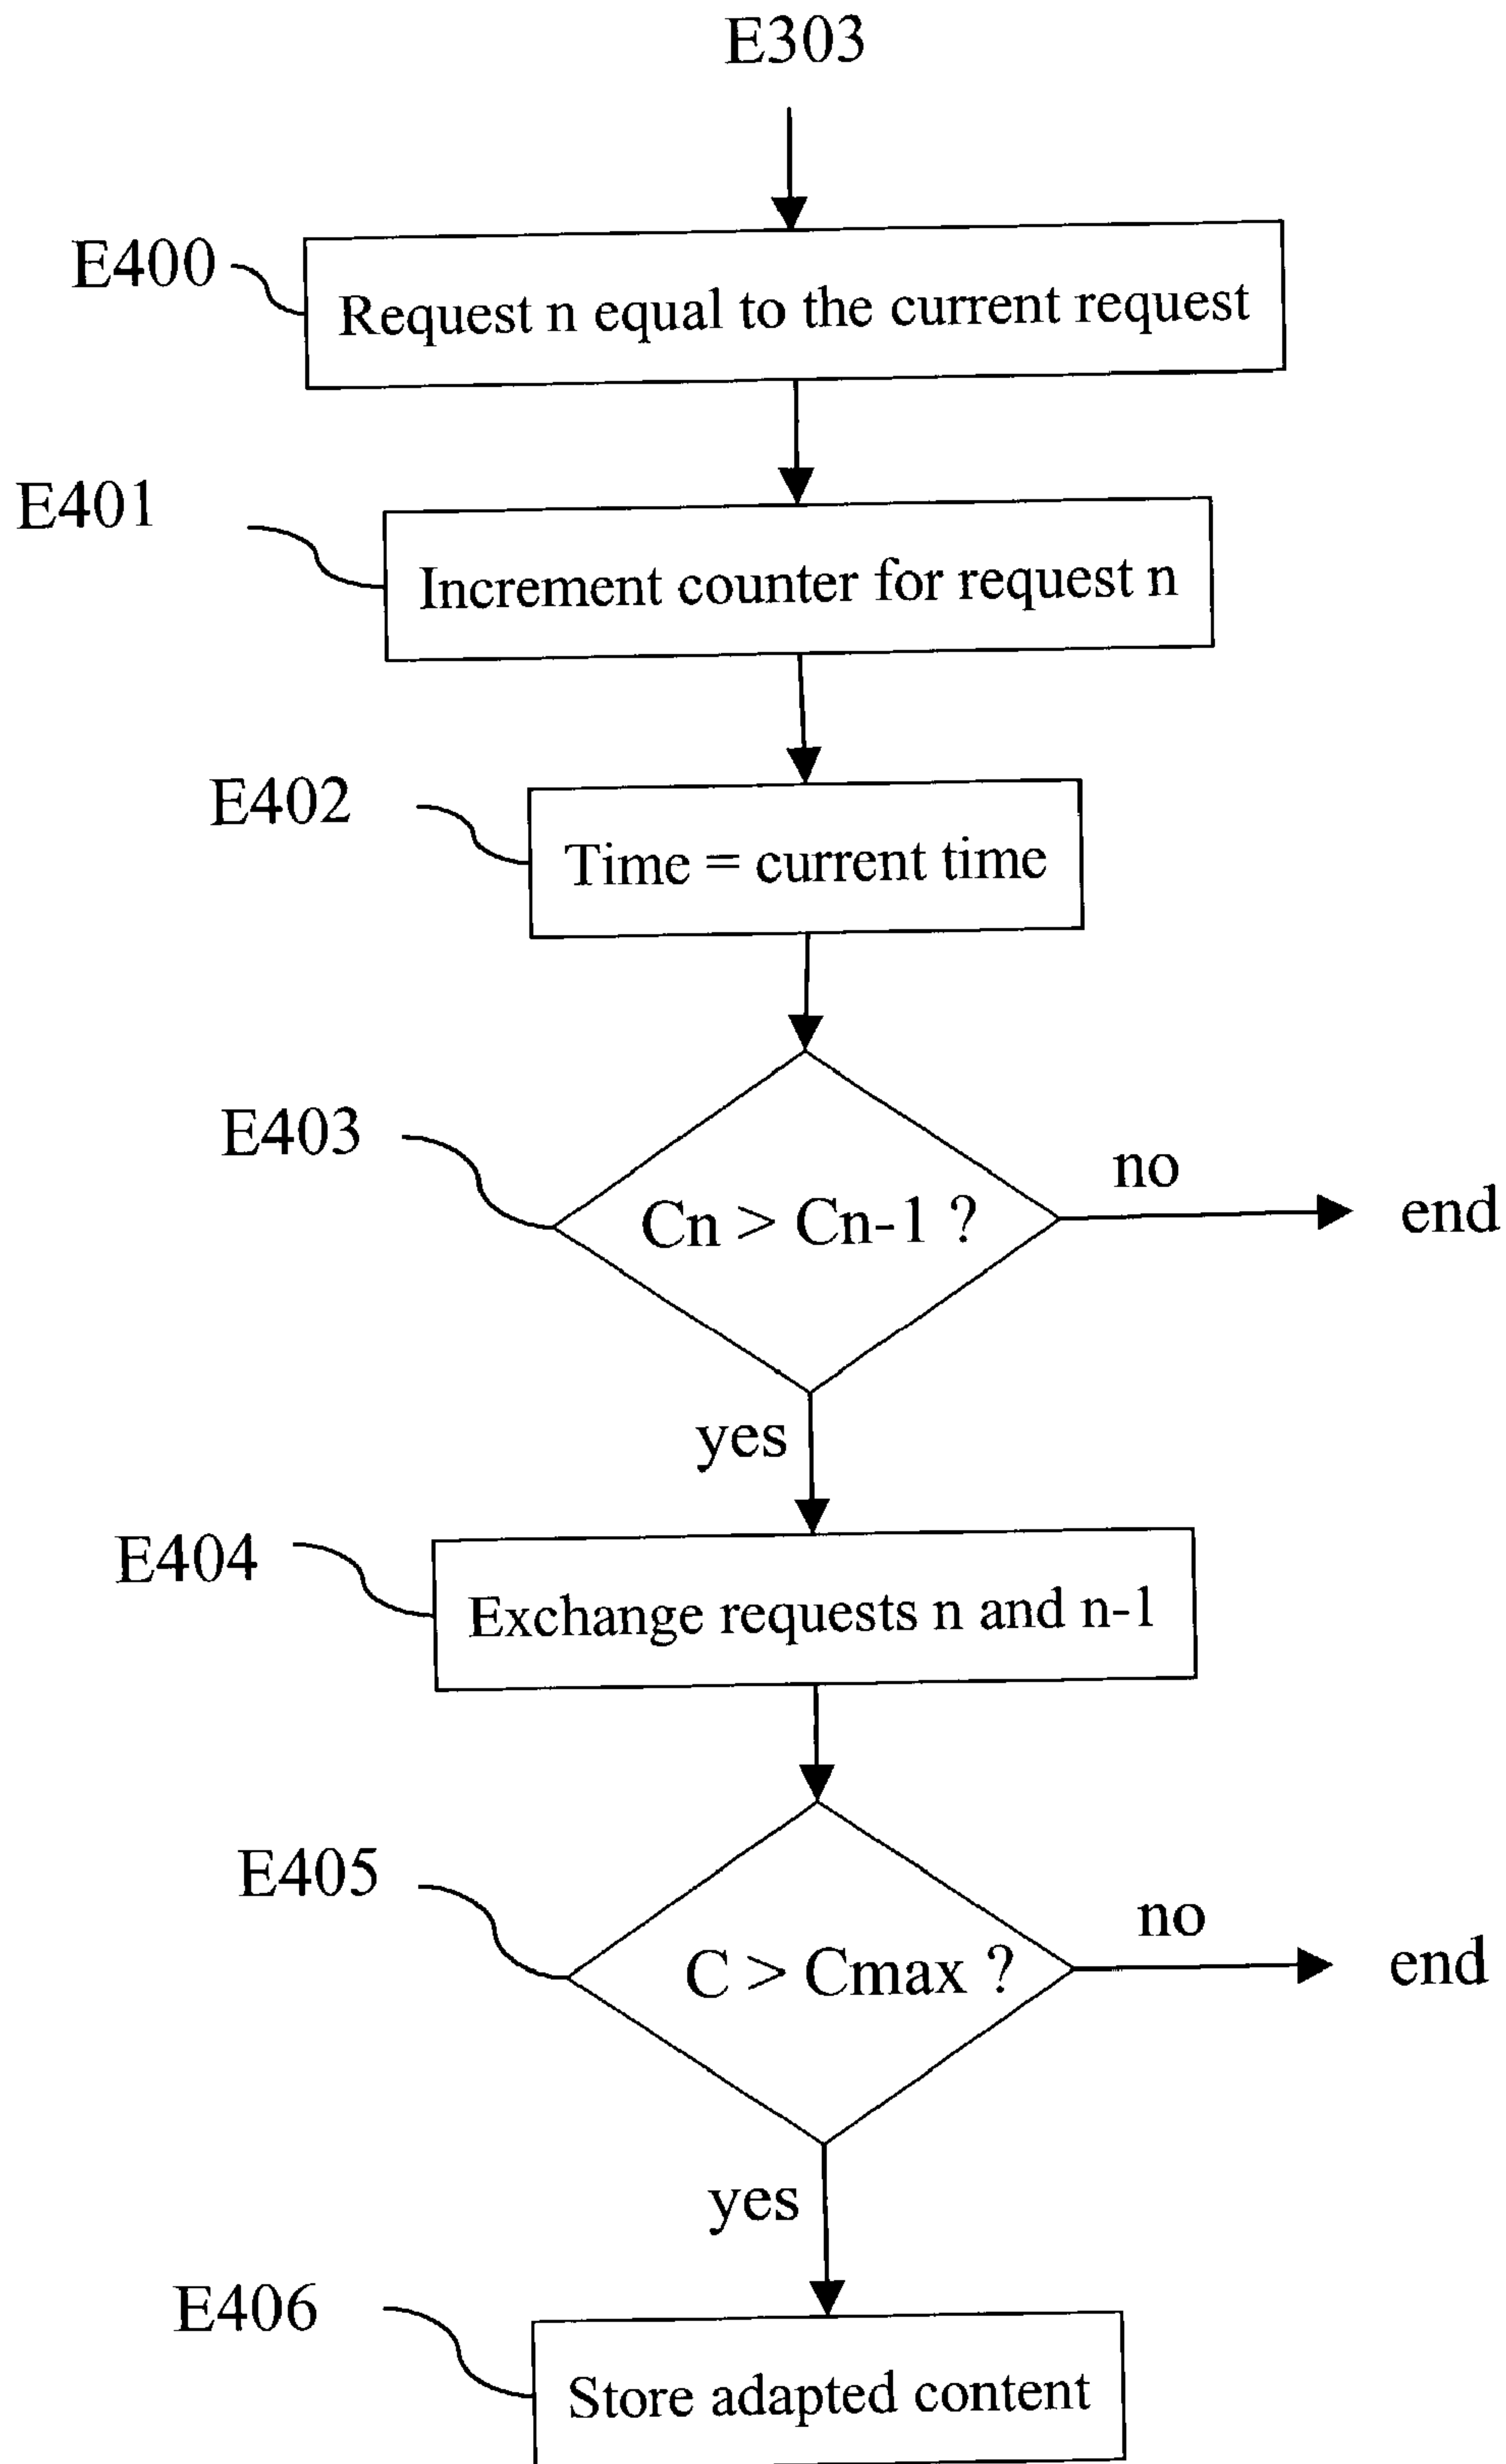 E303
E400
Request n equal to the current request
E401
Increment counter for request n
E402
Time = current time
E403
Cn > Cn-1 ?
no
end
yes
E404
Exchange requests n and n-1
E405
C > Cmax ?
no
end
yes
E406
Store adapted content